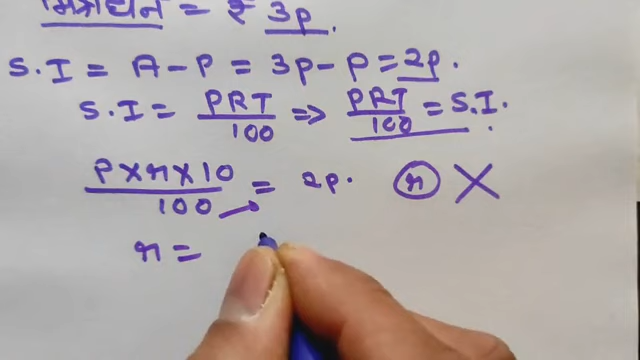 मिश्रधन = ₹ 3p.
S.I = A - P = 3p - p = 2p.
S.I = PRT/100 => PRT/100 = S.I.
P×r×10/100 = 2p. r ×
r =